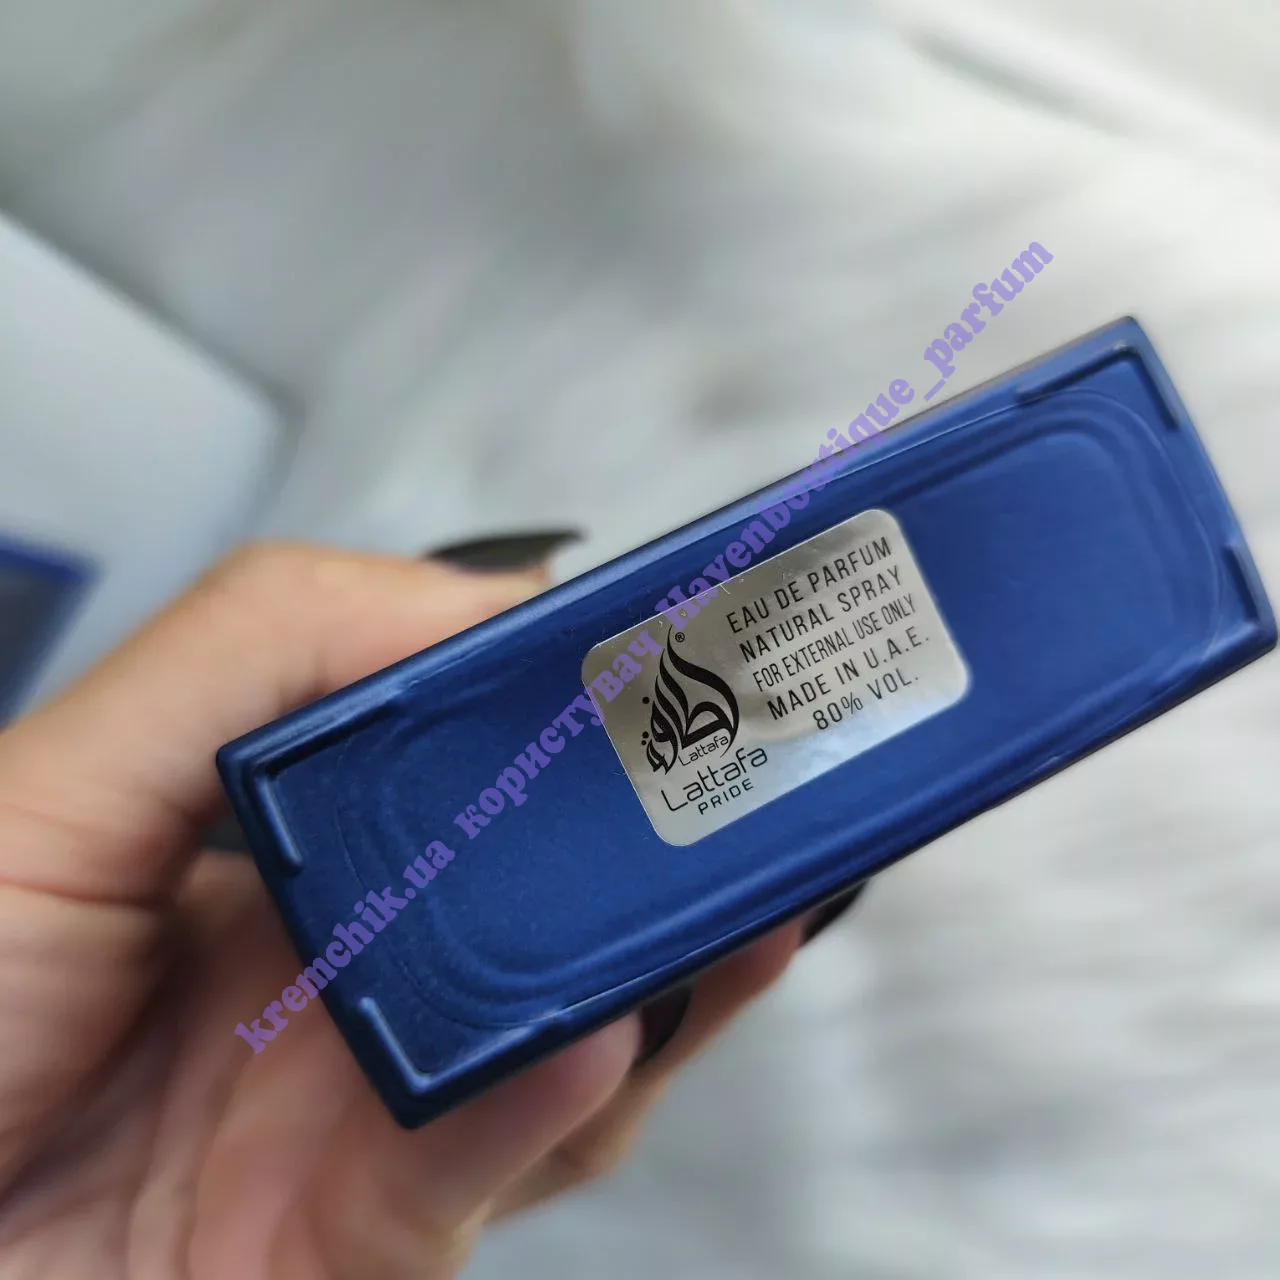 EAU DE PARFUM
NATURAL SPRAY
FOR EXTERNAL USE ONLY
MADE IN U.A.E.
80% VOL.
لطافة
®
Lattafa
Lattafa
PRIDE
kremchik.ua користувач Havenboutique_parfum